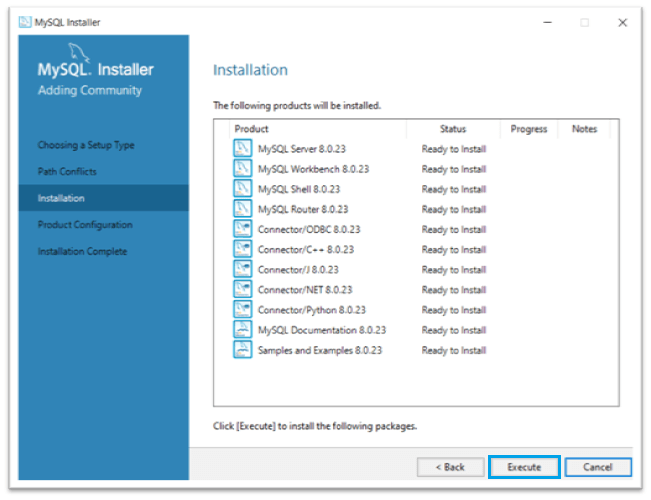 MySQL Installer
MySQL. Installer
Adding Community
Choosing a Setup Type
Path Conflicts
Installation
Product Configuration
Installation Complete
Installation
The following products will be installed.
Product Status Progress Notes
MySQL Server 8.0.23 Ready to Install
MySQL Workbench 8.0.23 Ready to Install
MySQL Shell 8.0.23 Ready to Install
MySQL Router 8.0.23 Ready to Install
Connector/ODBC 8.0.23 Ready to Install
Connector/C++ 8.0.23 Ready to Install
Connector/J 8.0.23 Ready to Install
Connector/NET 8.0.23 Ready to Install
Connector/Python 8.0.23 Ready to Install
MySQL Documentation 8.0.23 Ready to Install
Samples and Examples 8.0.23 Ready to Install
Click [Execute] to install the following packages.
< Back Execute Cancel